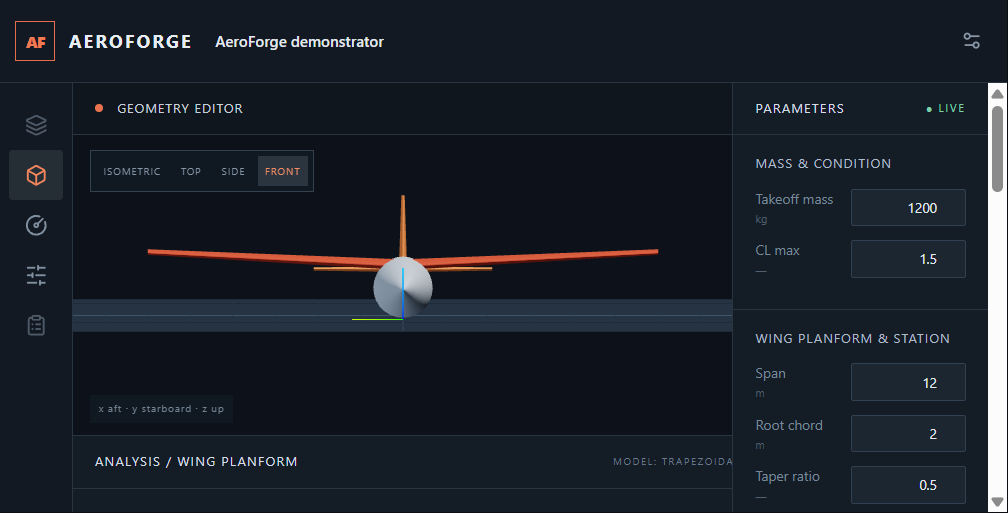 AF AEROFORGE AeroForge demonstrator
GEOMETRY EDITOR
ISOMETRIC TOP SIDE FRONT
x aft · y starboard · z up
ANALYSIS / WING PLANFORM
MODEL: TRAPEZOIDA
PARAMETERS
LIVE
MASS & CONDITION
Takeoff mass
kg
1200
CL max
—
1.5
WING PLANFORM & STATION
Span
m
12
Root chord
m
2
Taper ratio
—
0.5